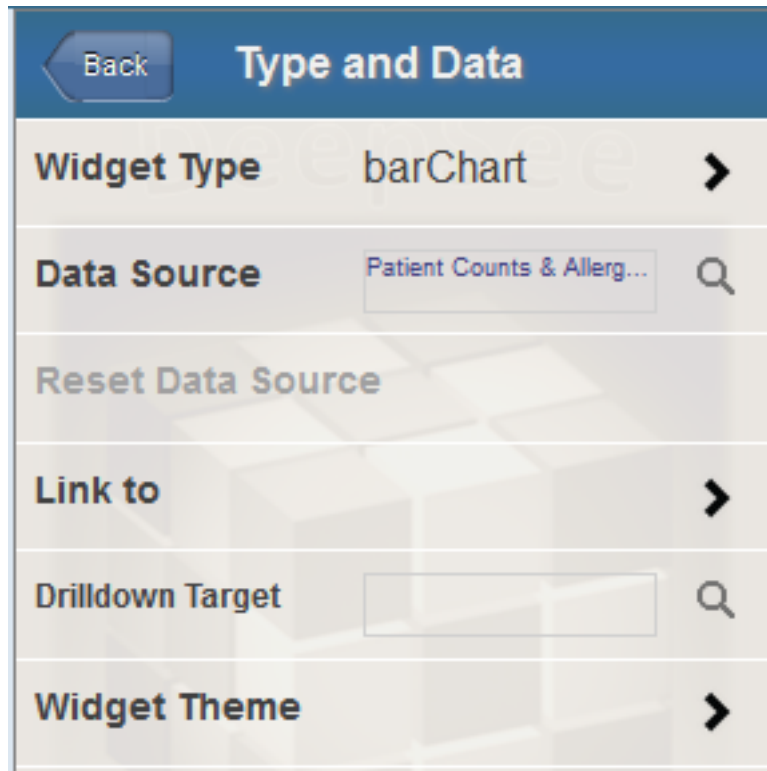 Back
Type and Data
DeepSee
Widget Type
barChart
Data Source
Patient Counts & Allerg...
Reset Data Source
Link to
Drilldown Target
Widget Theme